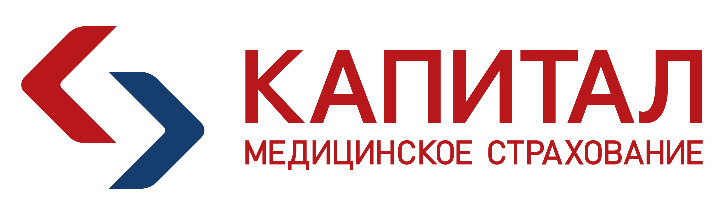 КАПИТАЛ
МЕДИЦИНСКОЕ СТРАХОВАНИЕ